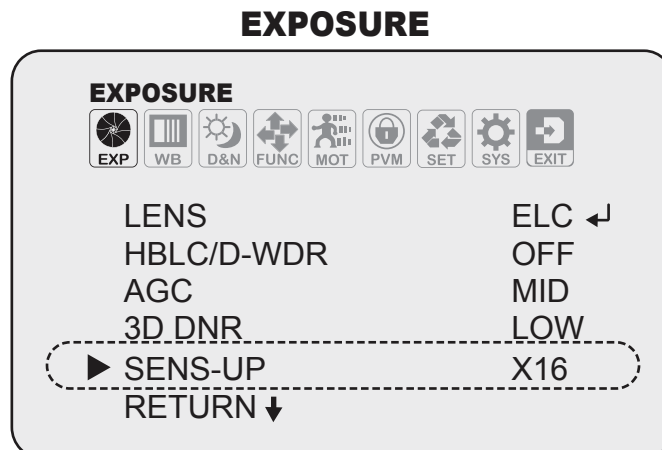 EXPOSURE
EXPOSURE
EXP WB D&N FUNC MOT PVM SET SYS EXIT
LENS ELC ↵
HBLC/D-WDR OFF
AGC MID
3D DNR LOW
▶ SENS-UP X16
RETURN ↓